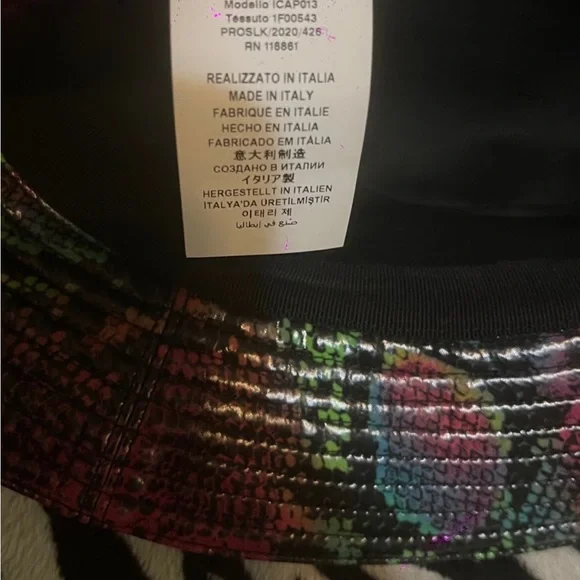 Modello ICAP013
Tessuto 1F00543
PROSLK/2020/426
RN 116861
REALIZZATO IN ITALIA
MADE IN ITALY
FABRIQUÉ EN ITALIE
HECHO EN ITALIA
FABRICADO EM ITÁLIA
意大利制造
СОЗДАНО В ИТАЛИИ
イタリア製
HERGESTELLT IN ITALIEN
İTALYA'DA ÜRETİLMİŞTİR
이태리 제
صنع في إيطاليا